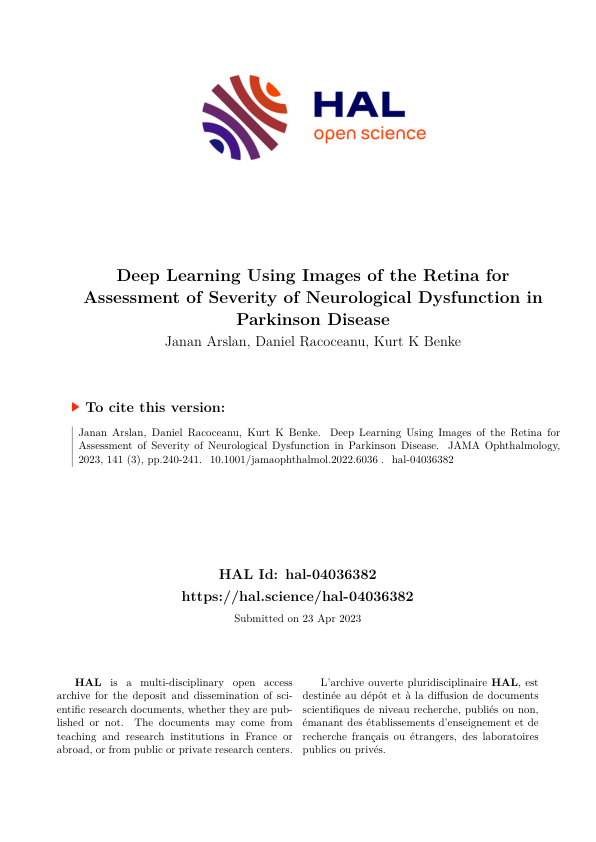 HAL
open science
Deep Learning Using Images of the Retina for
Assessment of Severity of Neurological Dysfunction in
Parkinson Disease
Janan Arslan, Daniel Racoceanu, Kurt K Benke
To cite this version:
Janan Arslan, Daniel Racoceanu, Kurt K Benke. Deep Learning Using Images of the Retina for
Assessment of Severity of Neurological Dysfunction in Parkinson Disease. JAMA Ophthalmology,
2023, 141 (3), pp.240-241. 10.1001/jamaophthalmol.2022.6036 . hal-04036382
HAL Id: hal-04036382
https://hal.science/hal-04036382
Submitted on 23 Apr 2023
HAL is a multi-disciplinary open access
archive for the deposit and dissemination of sci-
entific research documents, whether they are pub-
lished or not. The documents may come from
teaching and research institutions in France or
abroad, or from public or private research centers.
L'archive ouverte pluridisciplinaire HAL, est
destinée au dépôt et à la diffusion de documents
scientifiques de niveau recherche, publiés ou non,
émanant des établissements d'enseignement et de
recherche français ou étrangers, des laboratoires
publics ou privés.